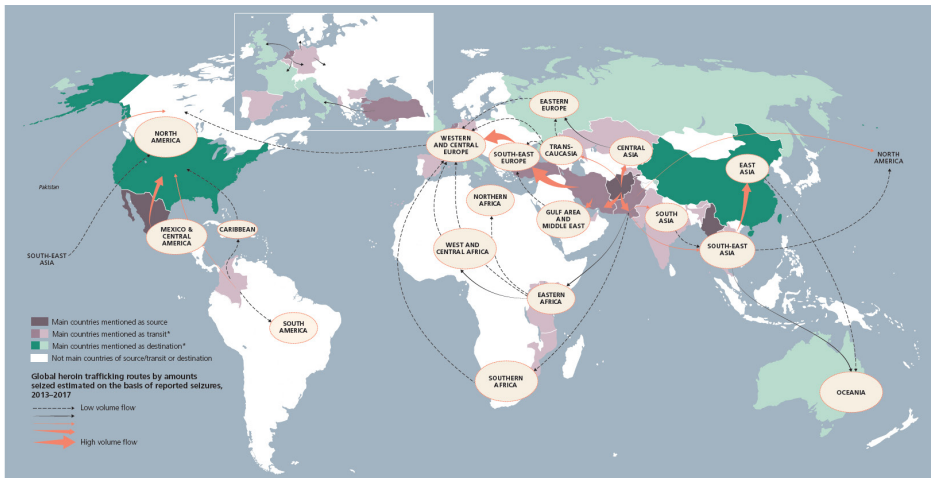 EASTERN
EUROPE
NORTH
AMERICA
WESTERN
AND CENTRAL
EUROPE
SOUTH-EAST
EUROPE
TRANS-
CAUCASIA
CENTRAL
ASIA
EAST
ASIA
NORTH
AMERICA
Pakistan
NORTHERN
AFRICA
GULF AREA
AND
MIDDLE EAST
SOUTH
ASIA
MEXICO &
CENTRAL
AMERICA
CARIBBEAN
SOUTH-EAST
ASIA
WEST AND
CENTRAL AFRICA
SOUTH-EAST
ASIA
EASTERN
AFRICA
SOUTH
AMERICA
SOUTHERN
AFRICA
OCEANIA
Main countries mentioned as source
Main countries mentioned as transit*
Main countries mentioned as destination*
Not main countries of source/transit or destination
Global heroin trafficking routes by amounts
seized estimated on the basis of reported seizures,
2013–2017
Low volume flow
High volume flow